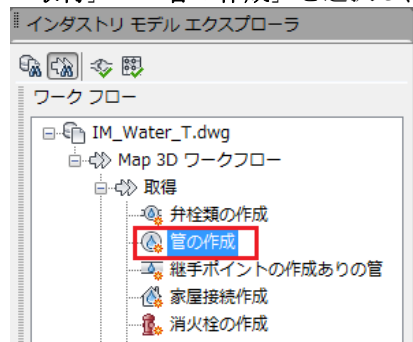 インダストリ モデル エクスプローラ
ワーク フロー
IM_Water_T.dwg
Map 3D ワークフロー
取得
弁栓類の作成
管の作成
継手ポイントの作成ありの管
家屋接続作成
消火栓の作成